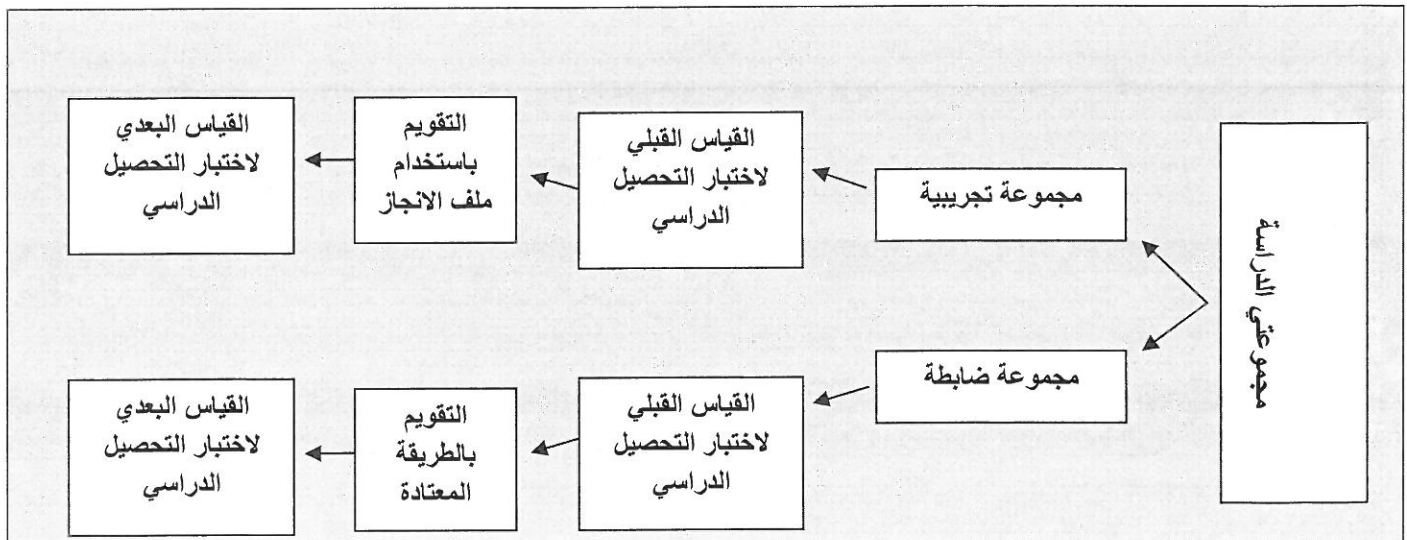 مجموعتي الدراسة
مجموعة تجريبية
القياس القبلي
لاختبار التحصيل
الدراسي
التقويم
باستخدام
ملف الانجاز
القياس البعدي
لاختبار التحصيل
الدراسي
مجموعة ضابطة
القياس القبلي
لاختبار التحصيل
الدراسي
التقويم
بالطريقة
المعتادة
القياس البعدي
لاختبار التحصيل
الدراسي